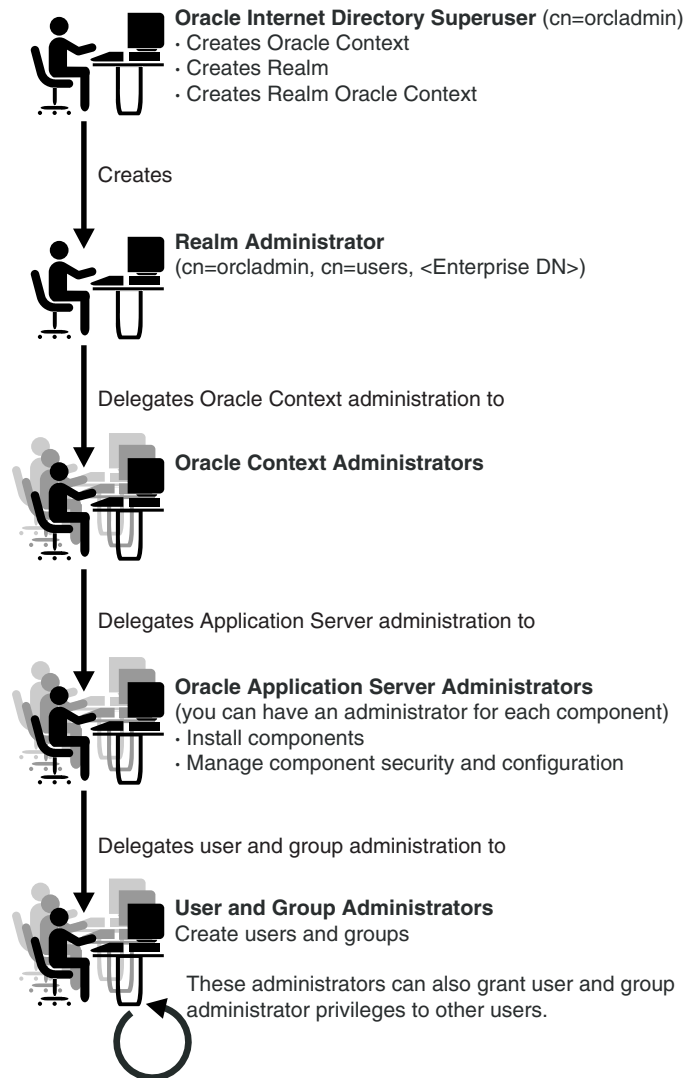 Oracle Internet Directory Superuser (cn=orcladmin)
· Creates Oracle Context
· Creates Realm
· Creates Realm Oracle Context
Creates
Realm Administrator
(cn=orcladmin, cn=users, <Enterprise DN>)
Delegates Oracle Context administration to
Oracle Context Administrators
Delegates Application Server administration to
Oracle Application Server Administrators
(you can have an administrator for each component)
· Install components
· Manage component security and configuration
Delegates user and group administration to
User and Group Administrators
Create users and groups
These administrators can also grant user and group
administrator privileges to other users.